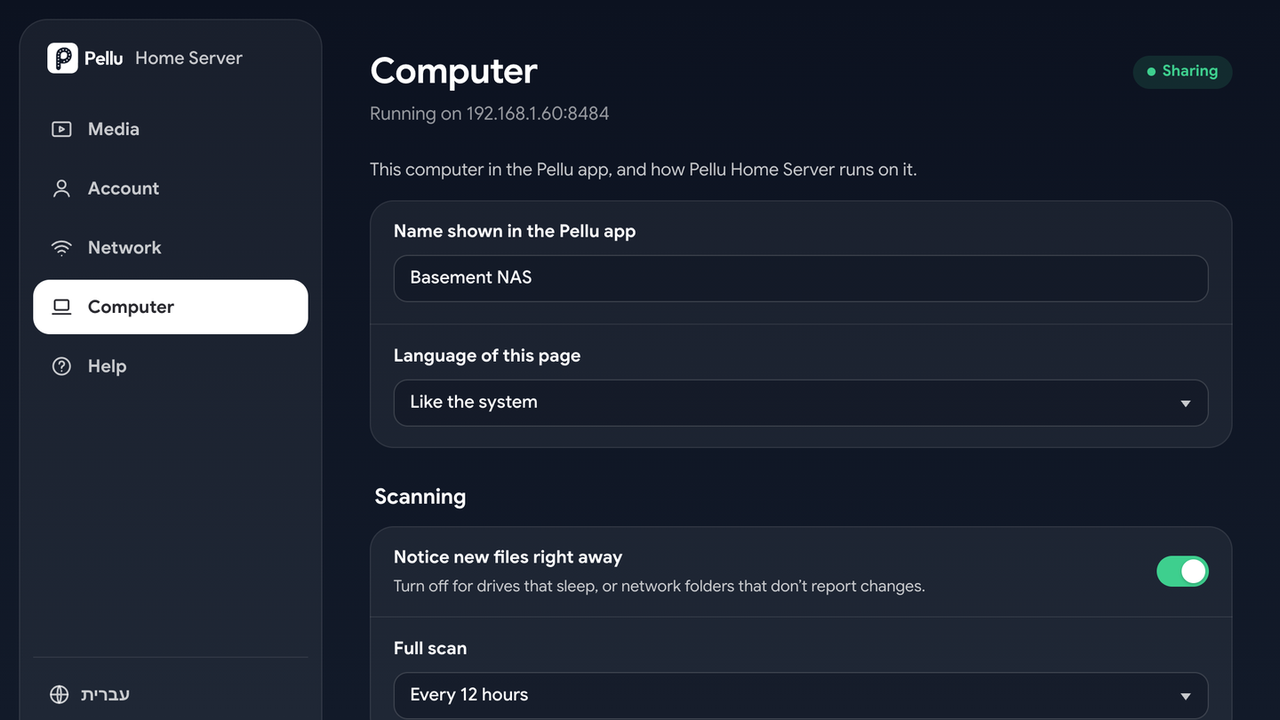 Pellu Home Server
Media
Account
Network
Computer
Help
עברית
Computer
Sharing
Running on 192.168.1.60:8484
This computer in the Pellu app, and how Pellu Home Server runs on it.
Name shown in the Pellu app
Basement NAS
Language of this page
Like the system
Scanning
Notice new files right away
Turn off for drives that sleep, or network folders that don’t report changes.
Full scan
Every 12 hours